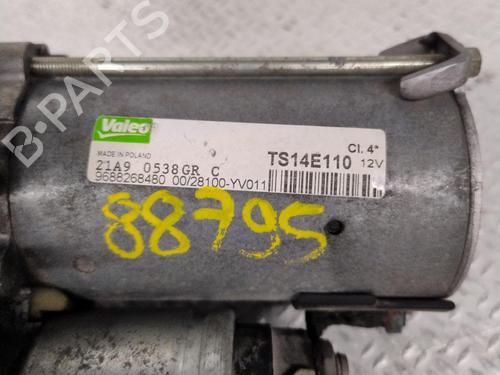 B-PARTS
Valeo
MADE IN POLAND
Cl. 4*
TS14E110 12V
21A9 0538GR C
9688268480 00/28100-YV011
88795